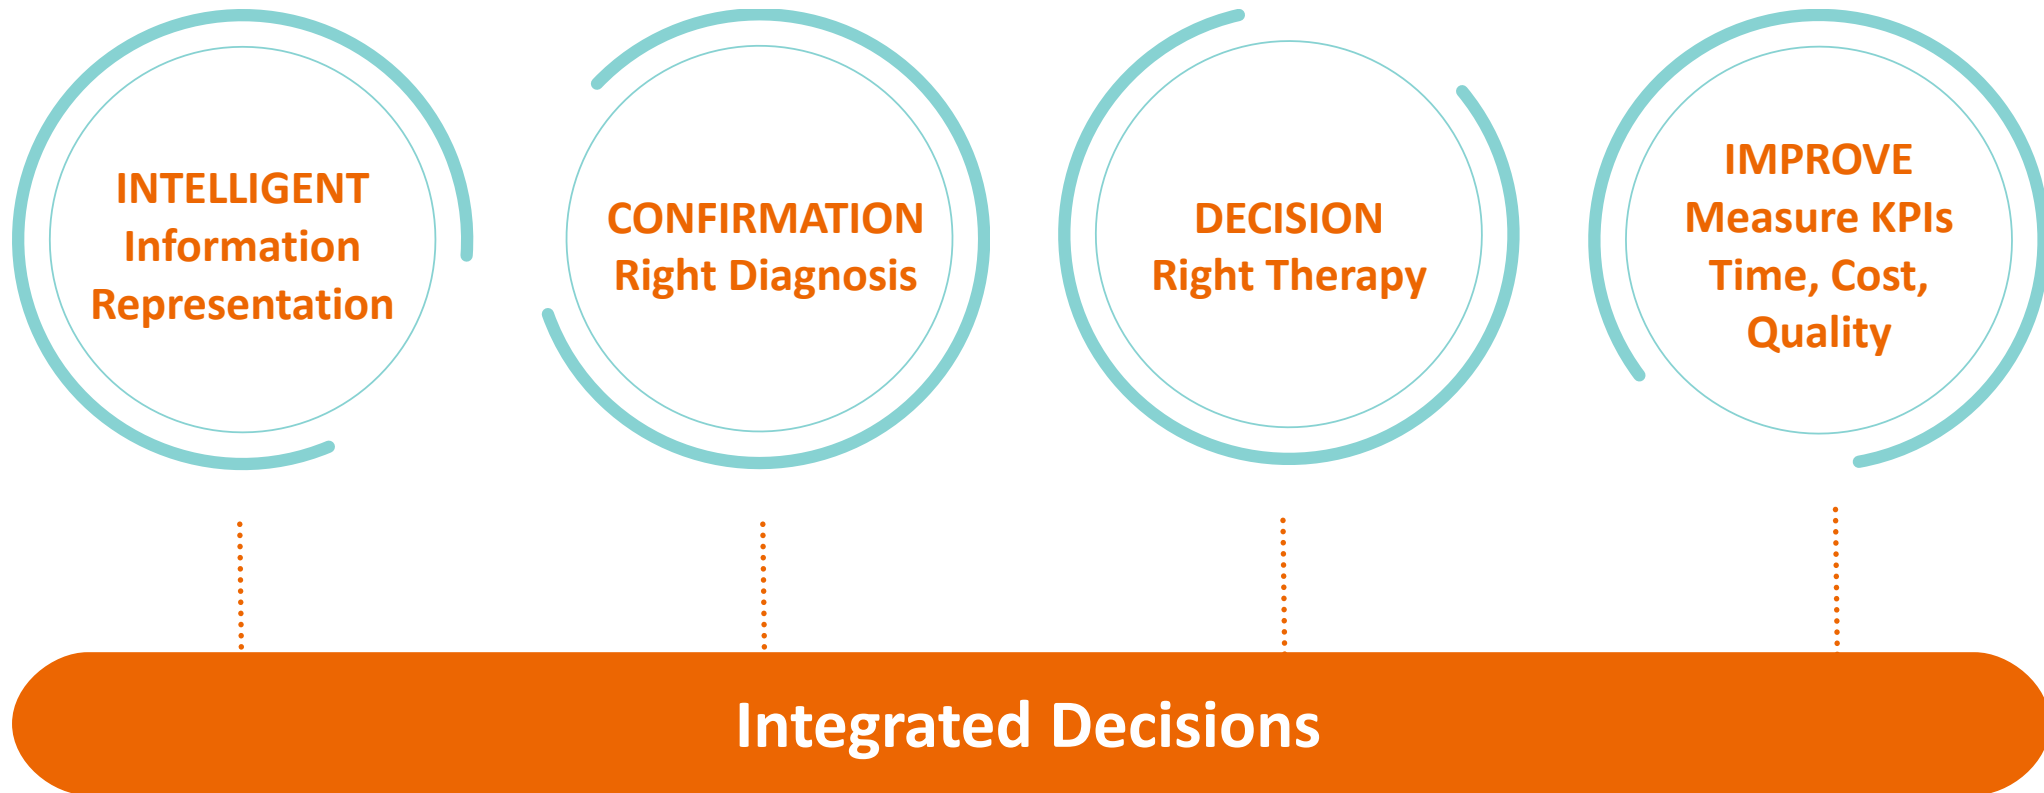 INTELLIGENT
Information
Representation
CONFIRMATION
Right Diagnosis
DECISION
Right Therapy
IMPROVE
Measure KPIs
Time, Cost,
Quality
Integrated Decisions